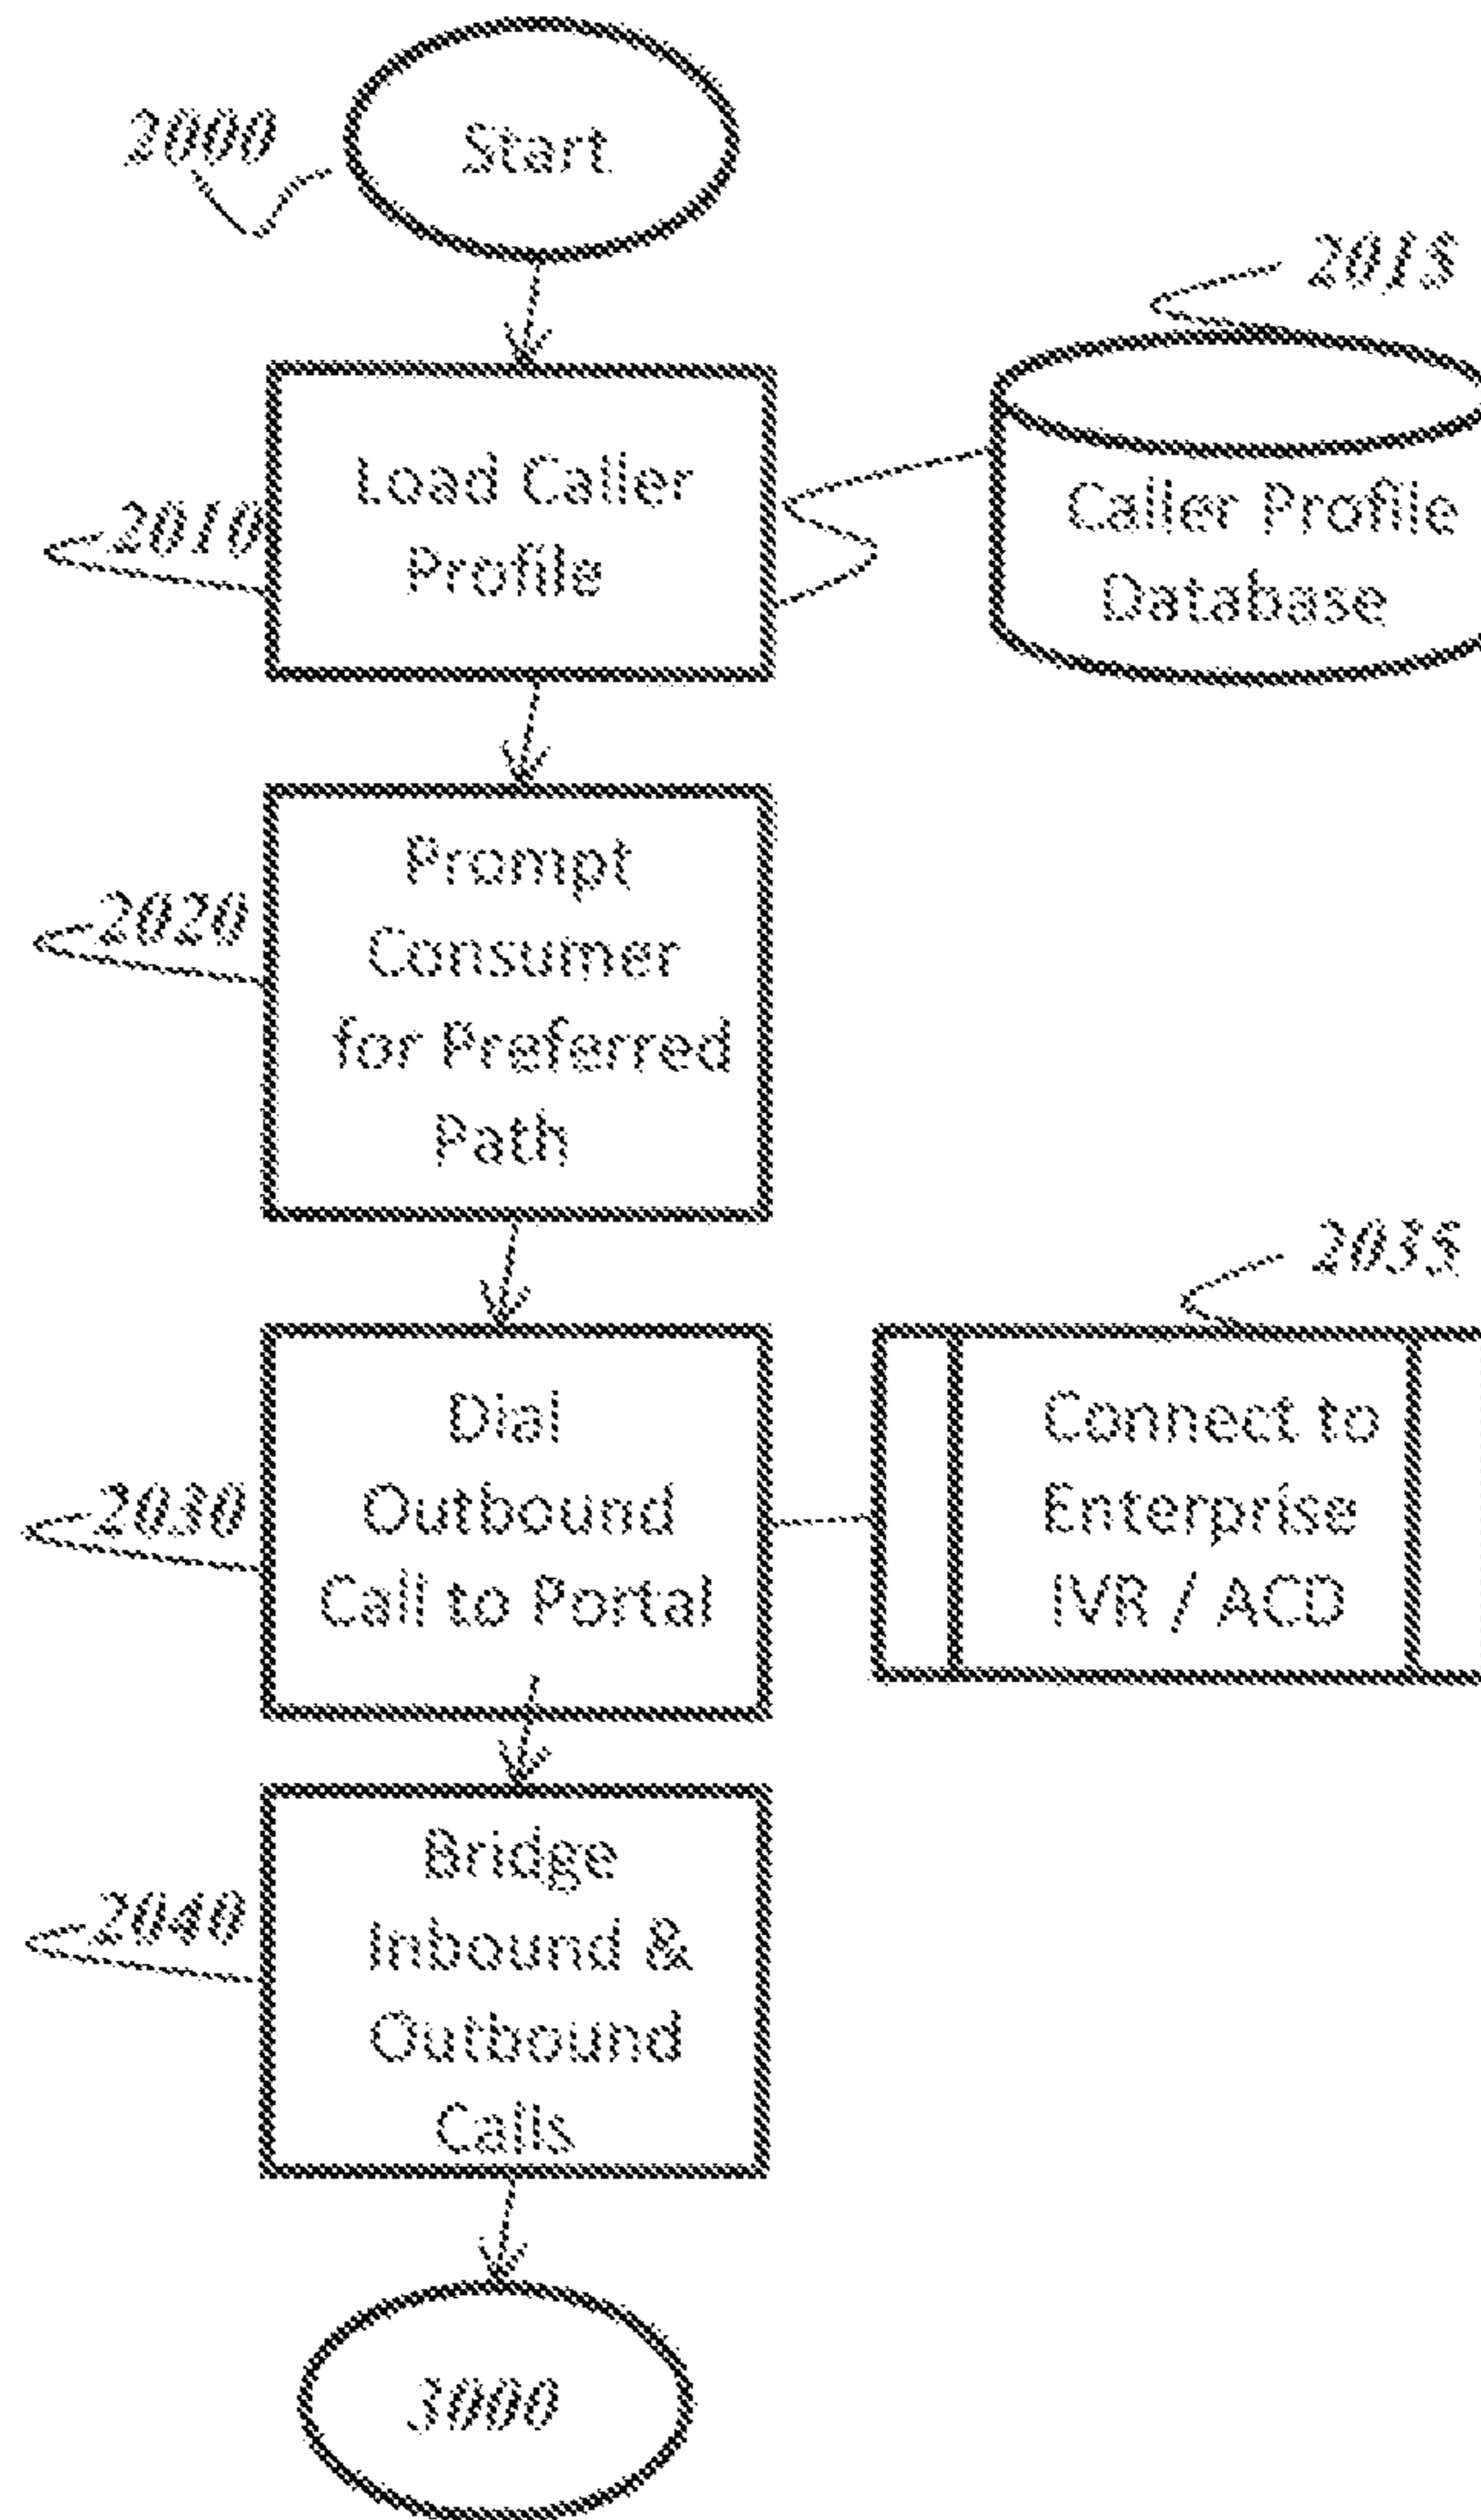 2000
Start
2015
Load Caller
Profile
2010
Caller Profile
Database
Prompt
Consumer
for Preferred
Path
2020
2035
Dial
Outbound
Call to Portal
2030
Connect to
Enterprise
IVR / ACD
Bridge
Inbound &
Outbound
Calls
2040
3000